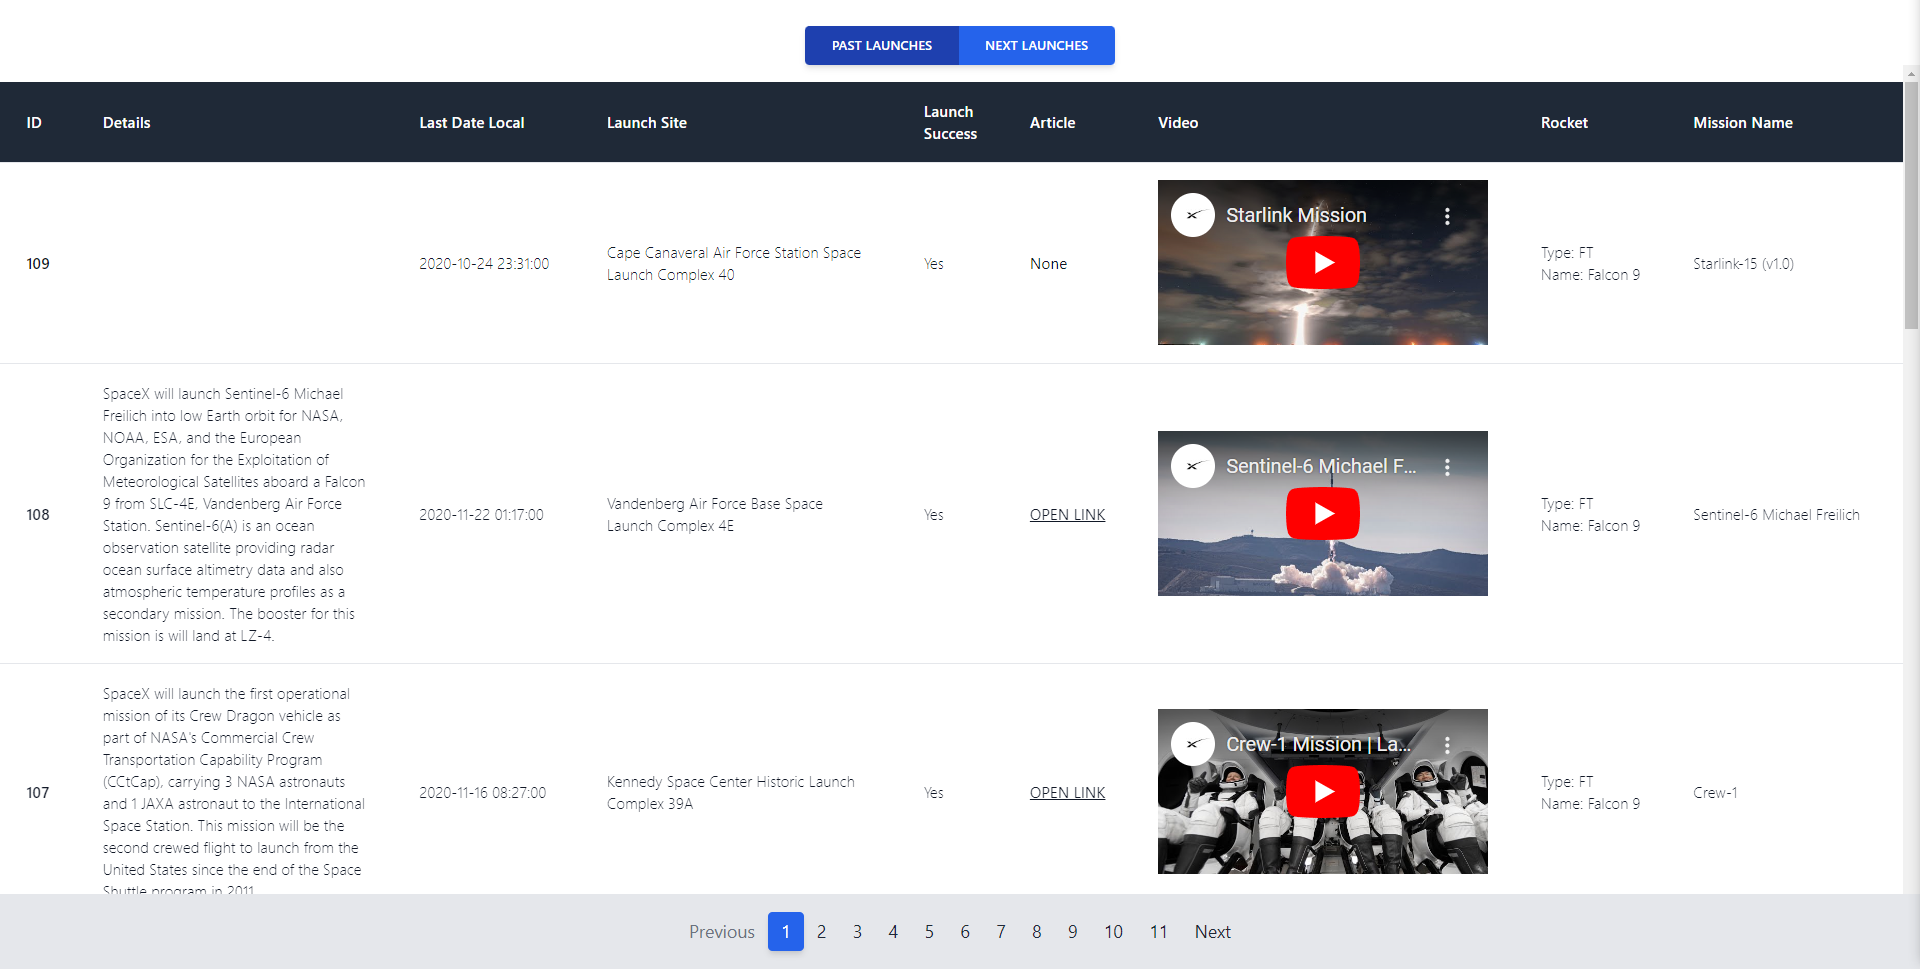 PAST LAUNCHES NEXT LAUNCHES
ID Details Last Date Local Launch Site Launch Success Article Video Rocket Mission Name
109
2020-10-24 23:31:00
Cape Canaveral Air Force Station Space
Launch Complex 40
Yes
None
Starlink Mission
Type: FT
Name: Falcon 9
Starlink-15 (v1.0)
108
SpaceX will launch Sentinel-6 Michael
Freilich into low Earth orbit for NASA,
NOAA, ESA, and the European
Organization for the Exploitation of
Meteorological Satellites aboard a Falcon
9 from SLC-4E, Vandenberg Air Force
Station. Sentinel-6(A) is an ocean
observation satellite providing radar
ocean surface altimetry data and also
atmospheric temperature profiles as a
secondary mission. The booster for this
mission is will land at LZ-4.
2020-11-22 01:17:00
Vandenberg Air Force Base Space
Launch Complex 4E
Yes
OPEN LINK
Sentinel-6 Michael F...
Type: FT
Name: Falcon 9
Sentinel-6 Michael Freilich
107
SpaceX will launch the first operational
mission of its Crew Dragon vehicle as
part of NASA's Commercial Crew
Transportation Capability Program
(CCtCap), carrying 3 NASA astronauts
and 1 JAXA astronaut to the International
Space Station. This mission will be the
second crewed flight to launch from the
United States since the end of the Space
Shuttle program in 2011
2020-11-16 08:27:00
Kennedy Space Center Historic Launch
Complex 39A
Yes
OPEN LINK
Crew-1 Mission | La...
Type: FT
Name: Falcon 9
Crew-1
Previous 1 2 3 4 5 6 7 8 9 10 11 Next